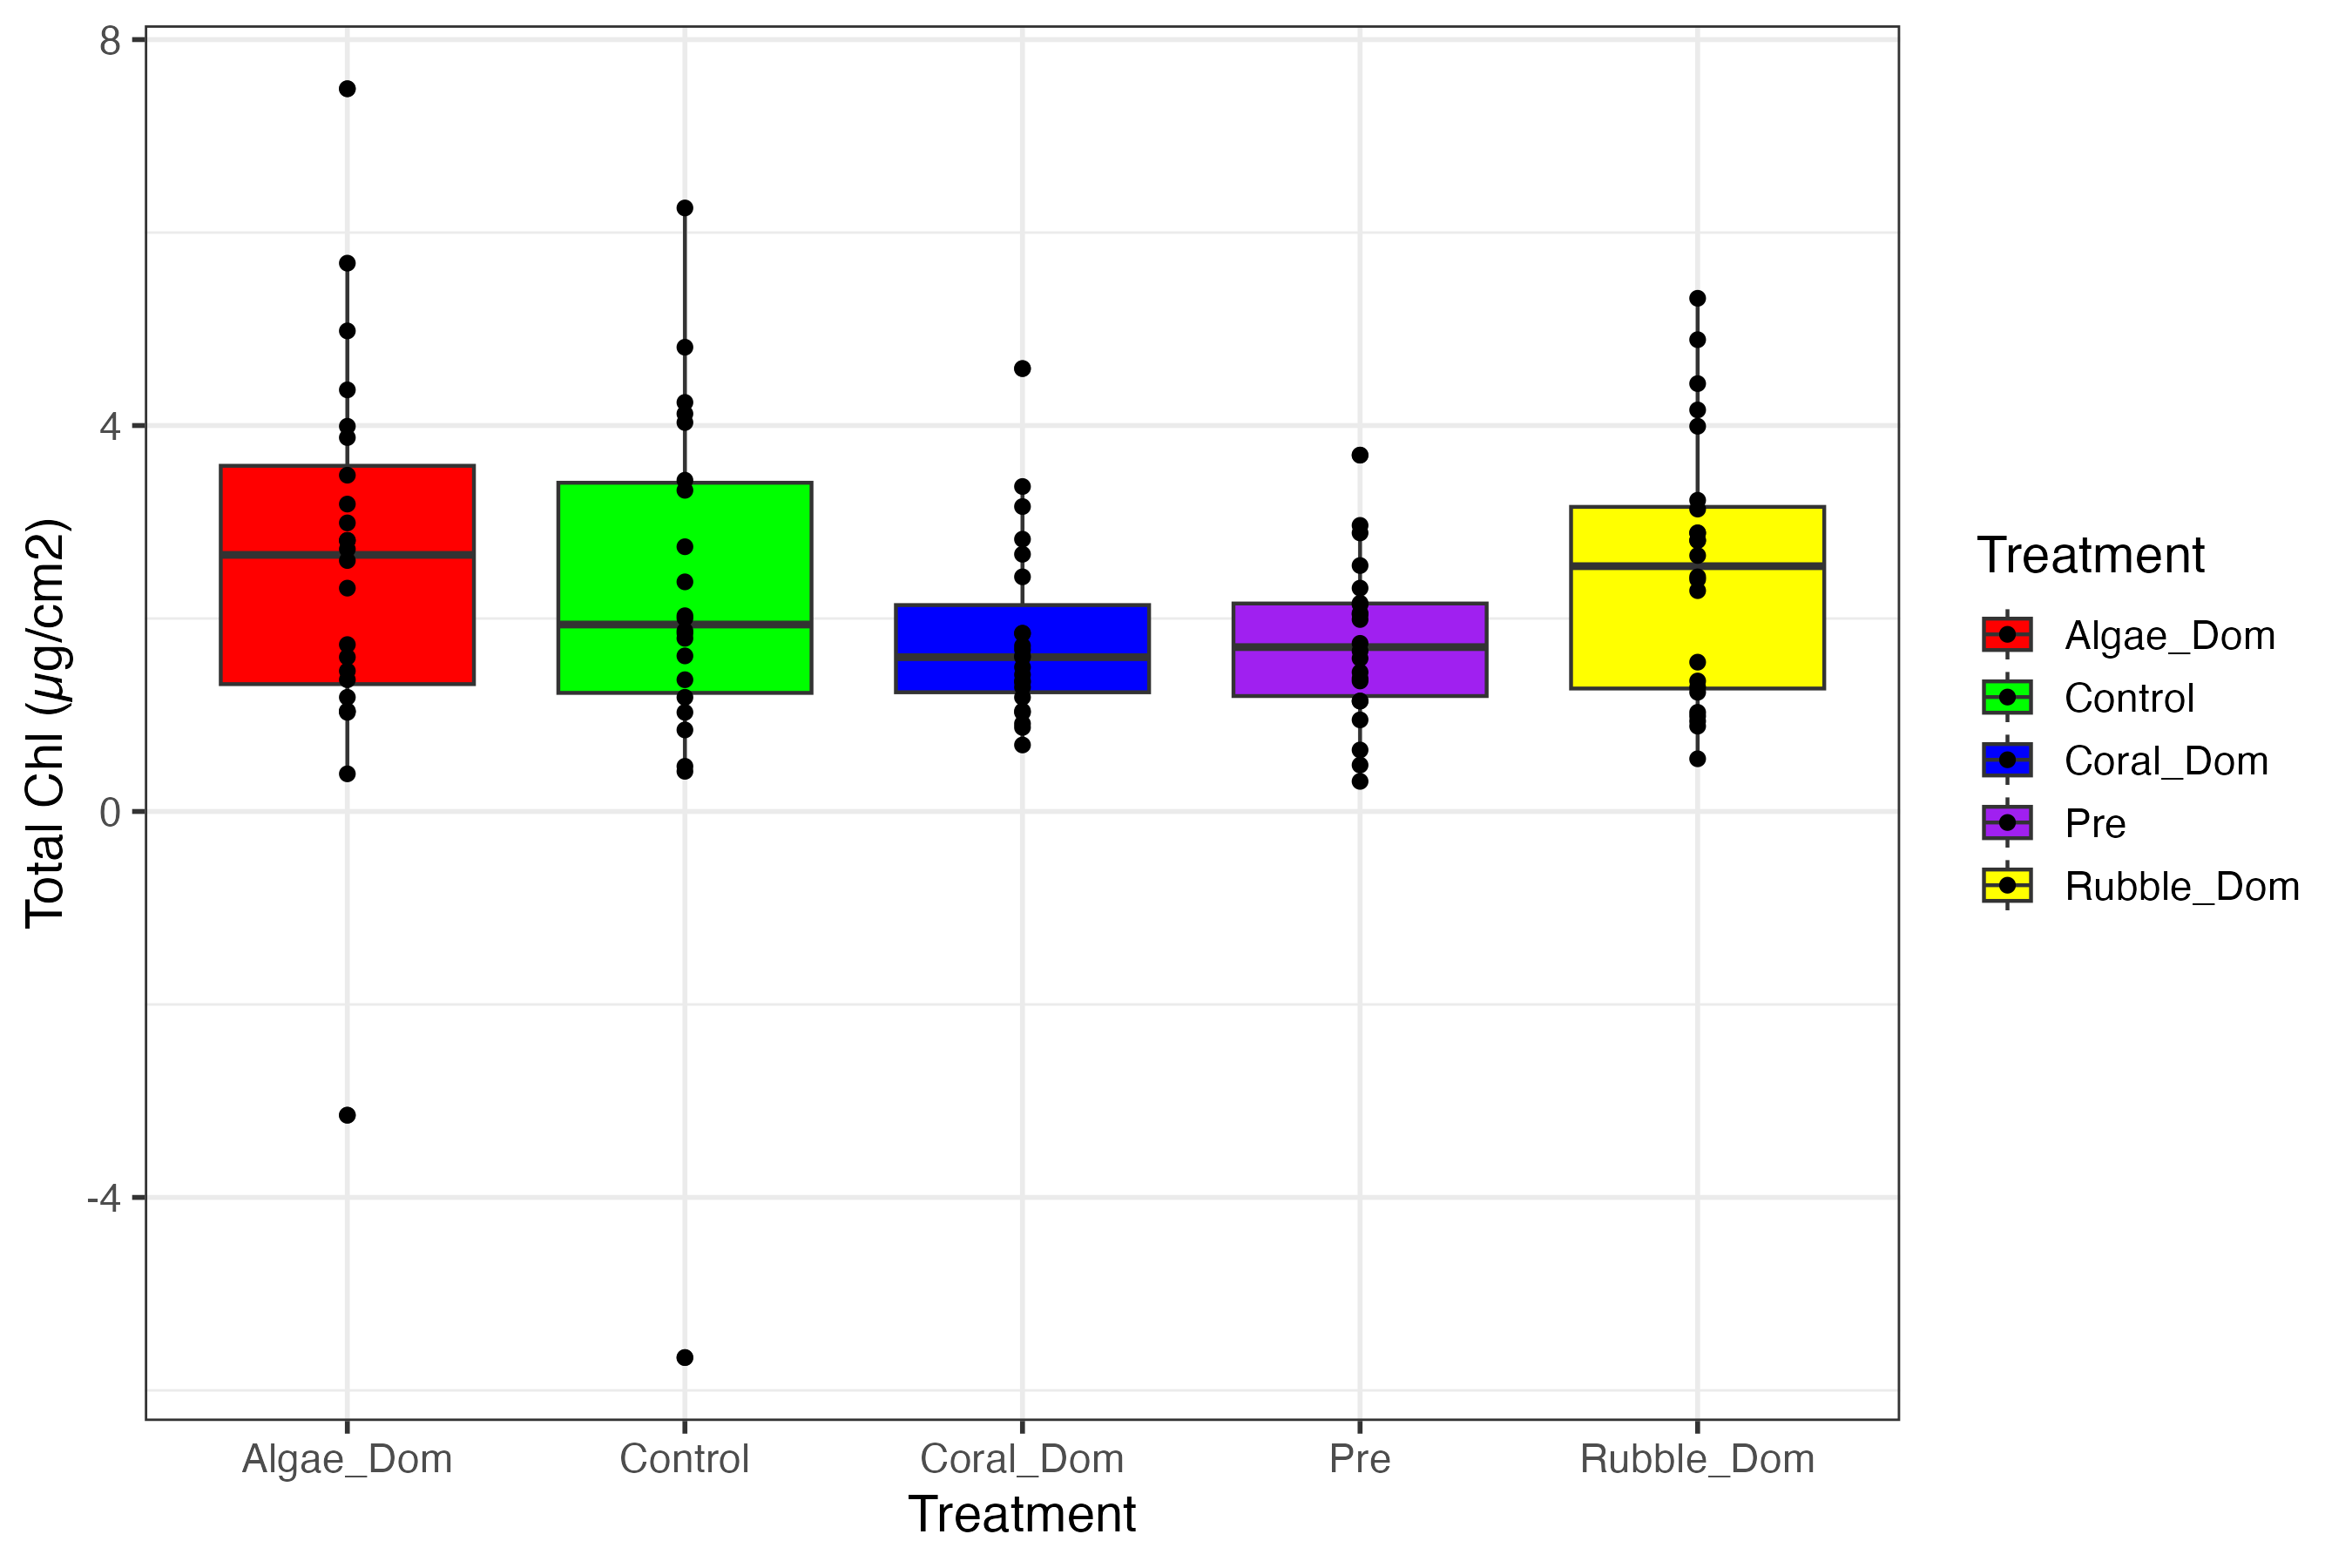 Total Chl (µg/cm2)
8
4
0
-4
Algae_Dom
Control
Coral_Dom
Pre
Rubble_Dom
Treatment
Treatment
Algae_Dom
Control
Coral_Dom
Pre
Rubble_Dom